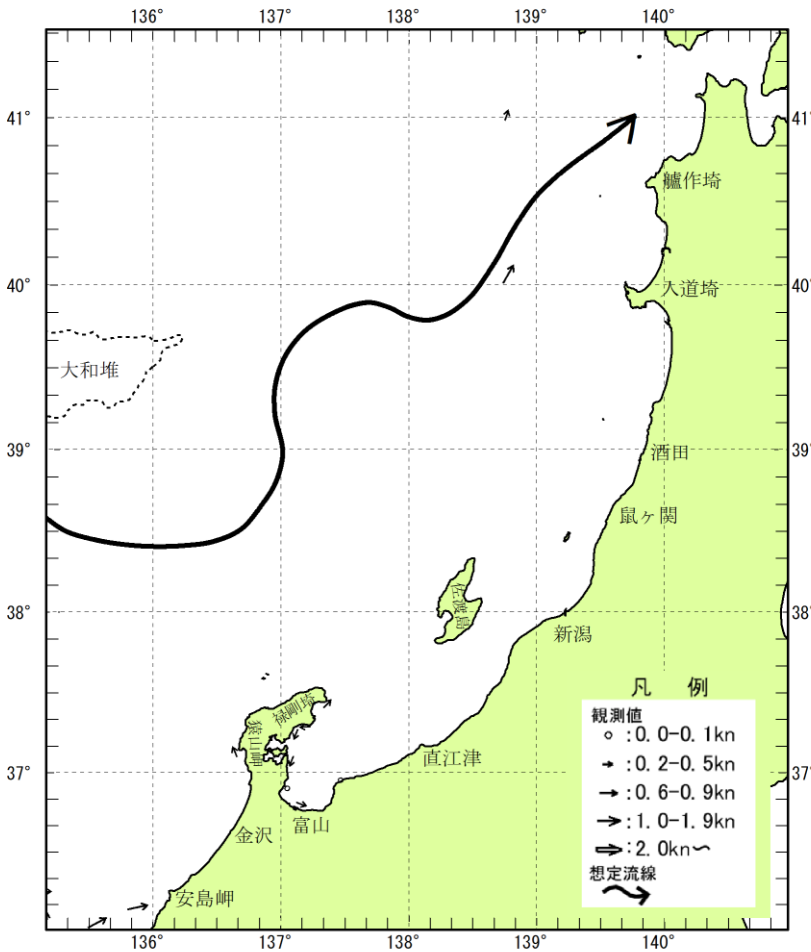 136° 137° 138° 139° 140°
41° 41°
艫作埼
40° 入道埼 40°
大和堆
39° 酒田 39°
鼠ヶ関
佐渡島
38° 38°
新潟
禄剛埼
猿山岬
37° 直江津
富山
金沢
安島岬
凡 例
観測値
:0.0-0.1kn
:0.2-0.5kn
:0.6-0.9kn
:1.0-1.9kn
:2.0kn~
想定流線
136° 137° 138° 139° 140°